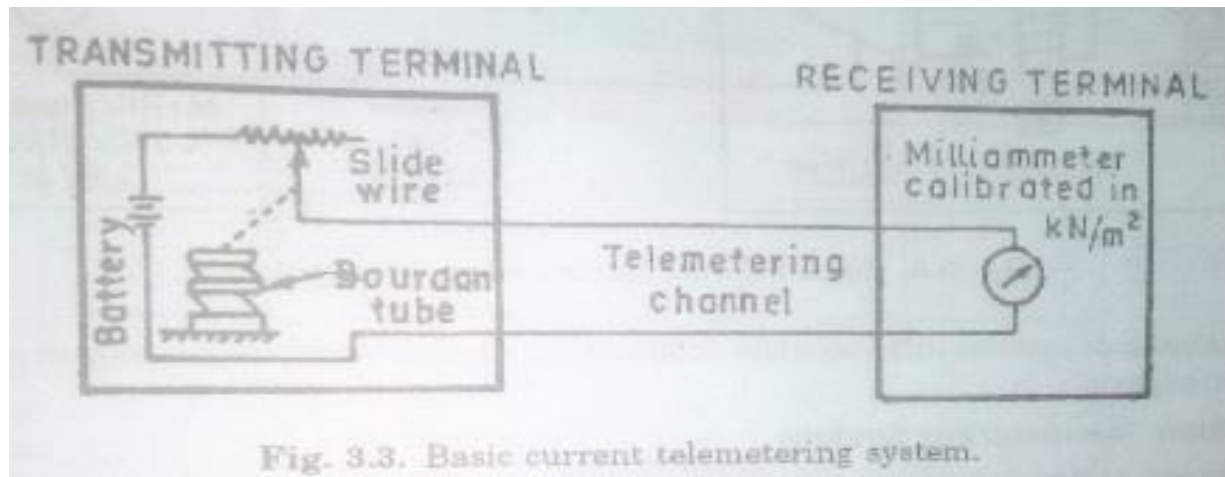 TRANSMITTING TERMINAL
RECEIVING TERMINAL
Slide
wire
Battery
Bourdon
tube
Telemetering
channel
Milliammeter
calibrated in
kN/m²
Fig. 3.3. Basic current telemetering system.